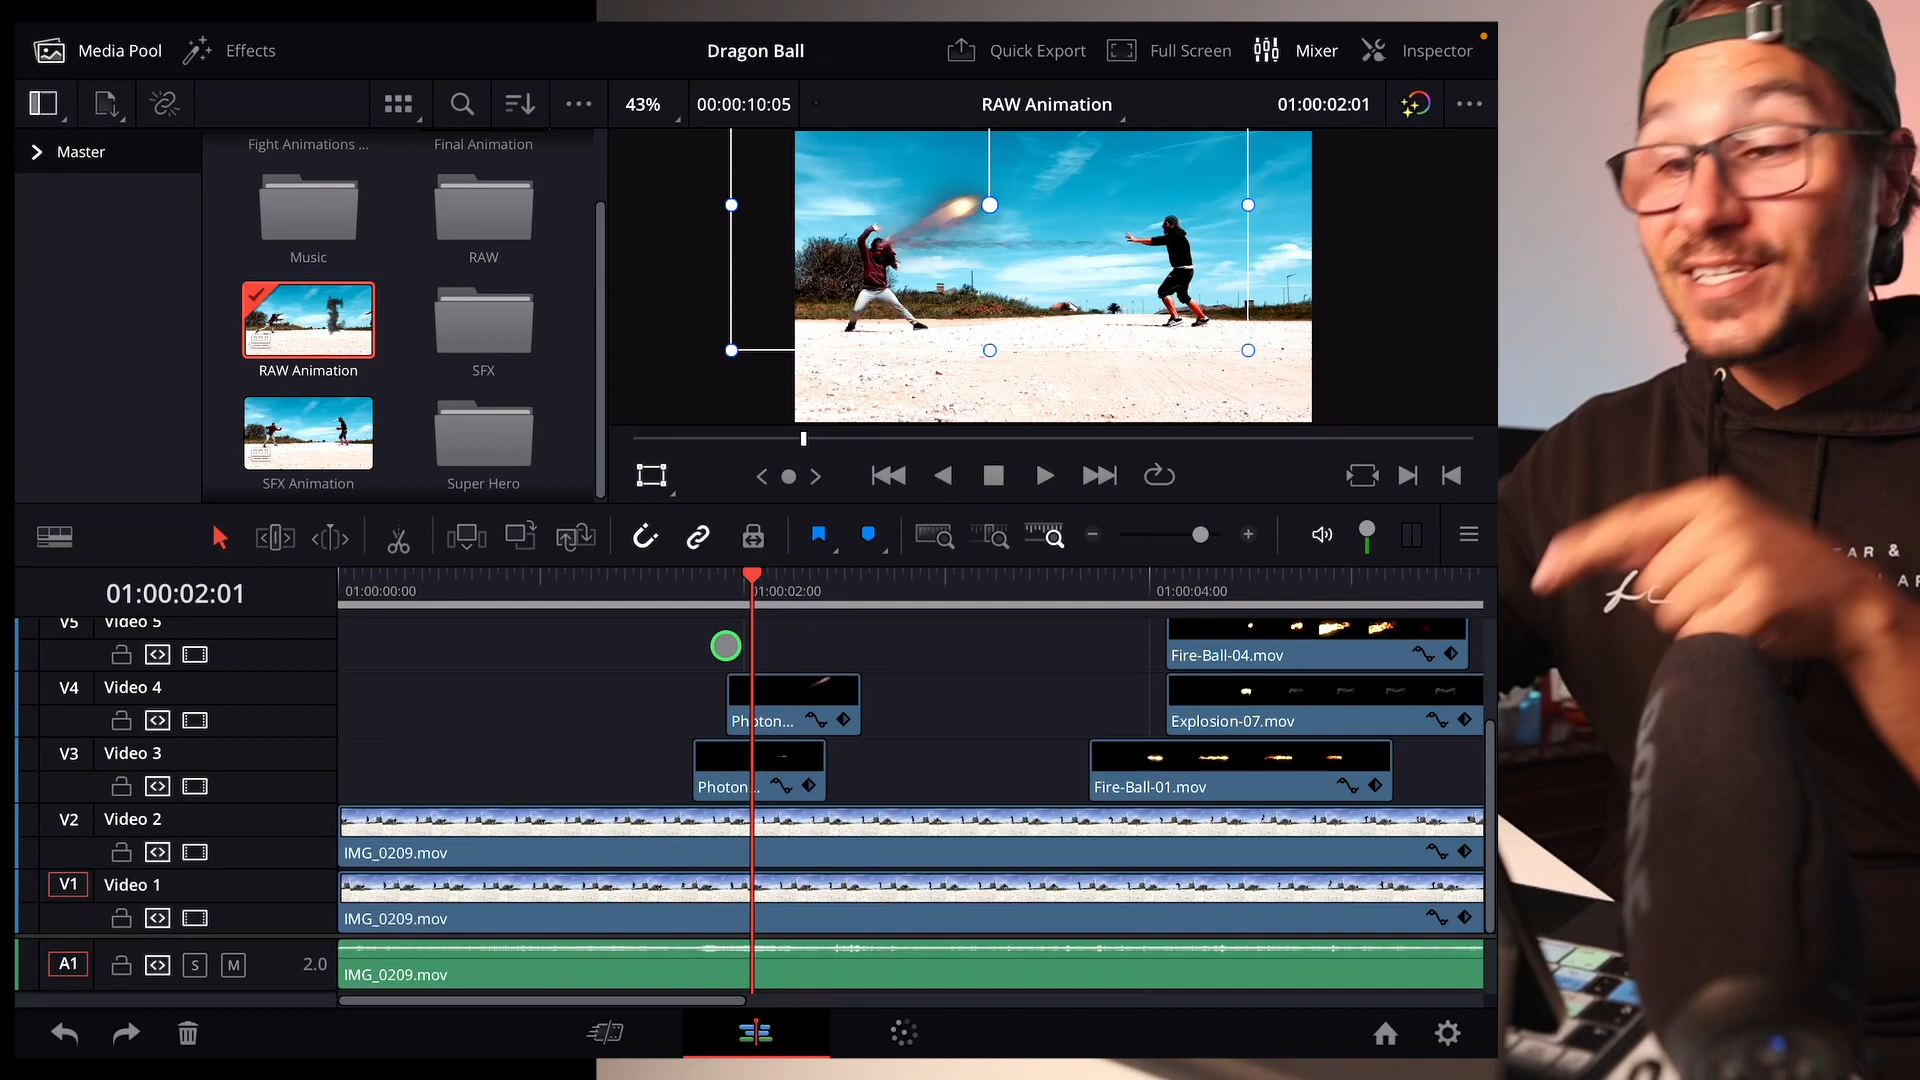 Media Pool
Effects
Dragon Ball
Quick Export
Full Screen
Mixer
Inspector
43%
00:00:10:05
RAW Animation
01:00:02:01
Master
Fight Animations ...
Final Animation
Music
RAW
RAW Animation
SFX
SFX Animation
Super Hero
01:00:02:01
01:00:00:00
01:00:02:00
01:00:04:00
V5
Video 5
Fire-Ball-04.mov
V4
Video 4
Photon...
Explosion-07.mov
V3
Video 3
Photon...
Fire-Ball-01.mov
V2
Video 2
IMG_0209.mov
V1
Video 1
IMG_0209.mov
A1
S
M
2.0
IMG_0209.mov